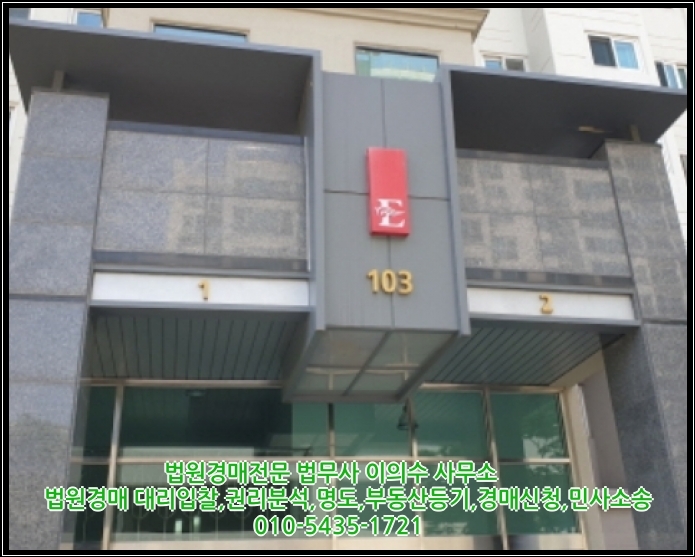 E
103
1
2
법원경매전문 법무사 이의수 사무소
법원경매 대리입찰,권리분석,명도,부동산등기,경매신청,민사소송
010-5435-1721